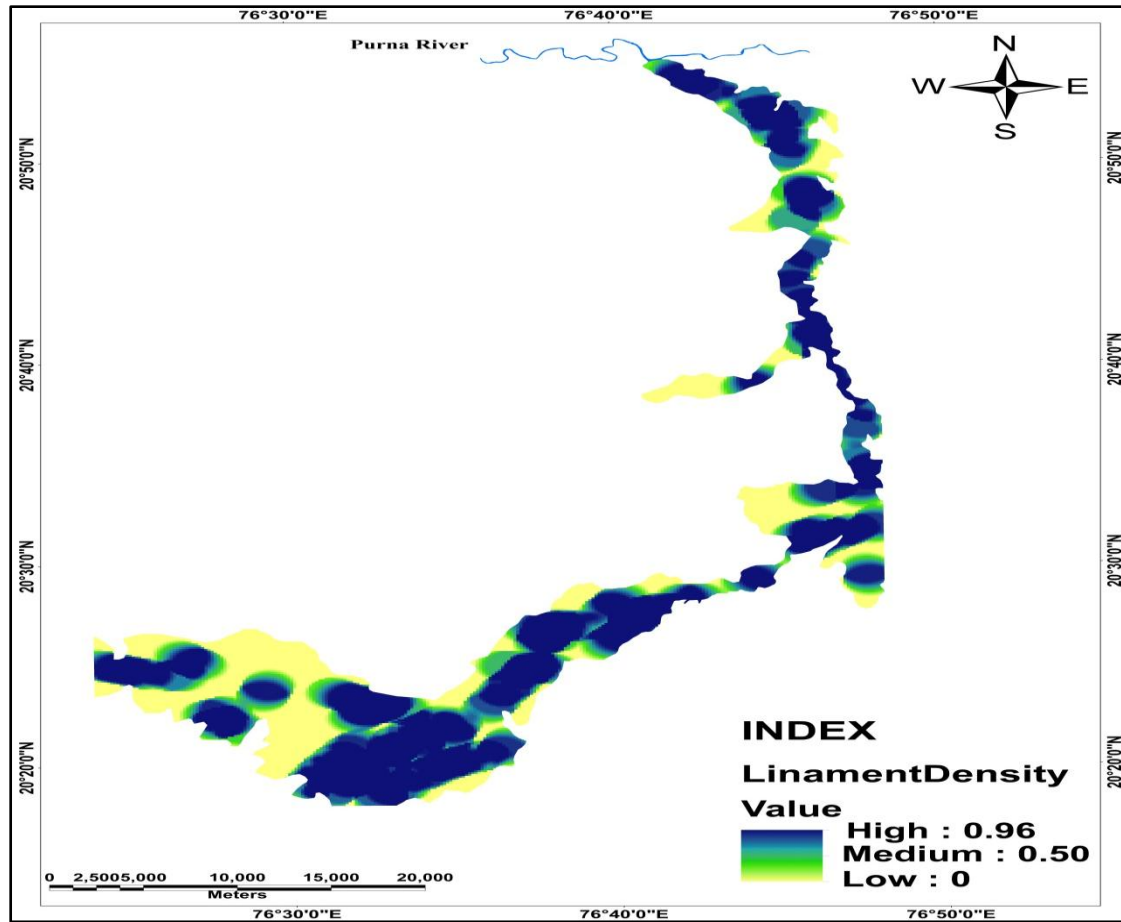 76°30'0"E 76°40'0"E 76°50'0"E
Purna River
N
W E
S
20°50'0"N 20°50'0"N
20°40'0"N 20°40'0"N
20°30'0"N 20°30'0"N
20°20'0"N 20°20'0"N
INDEX
LinamentDensity
Value
High : 0.96
Medium : 0.50
Low : 0
0 2,5005,000 10,000 15,000 20,000
Meters
76°30'0"E 76°40'0"E 76°50'0"E